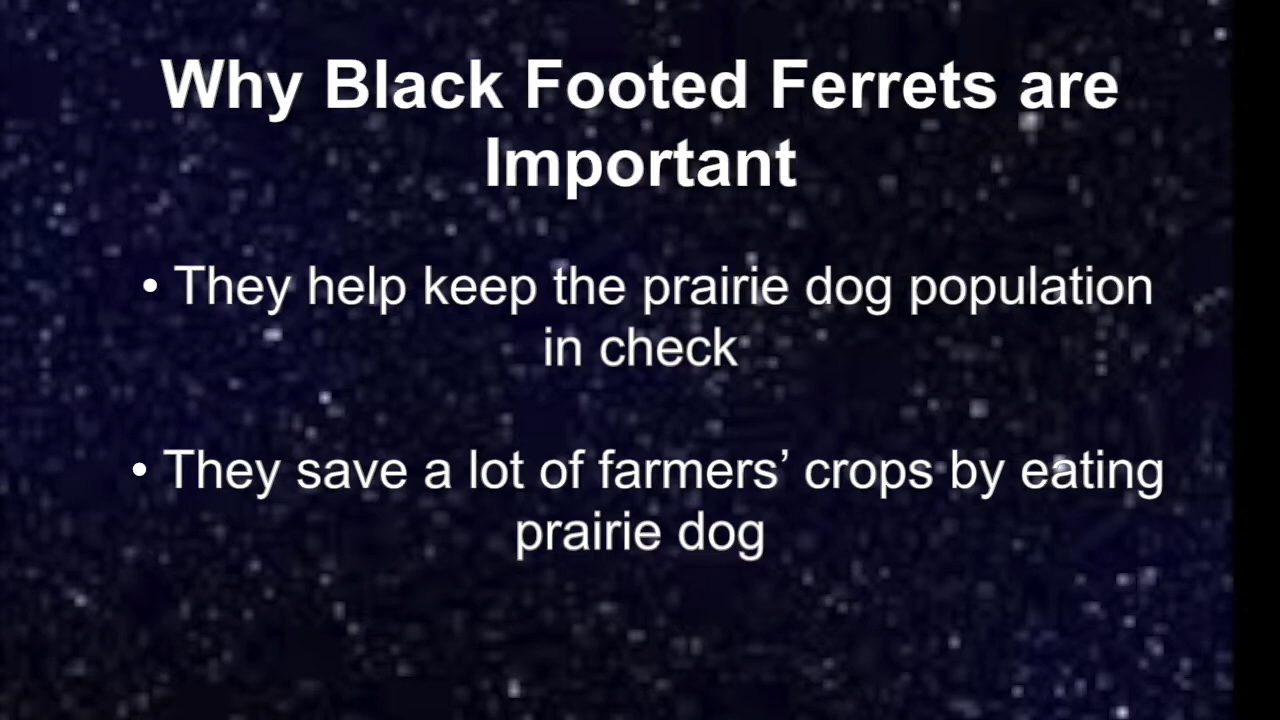 Why Black Footed Ferrets are
Important
• They help keep the prairie dog population
in check
• They save a lot of farmers’ crops by eating
prairie dog